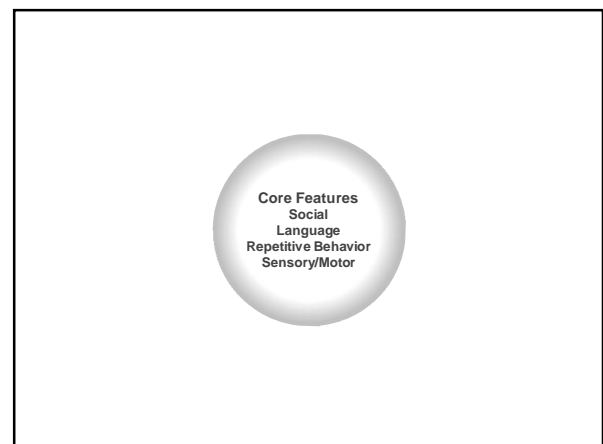 Core Features
Social
Language
Repetitive Behavior
Sensory/Motor